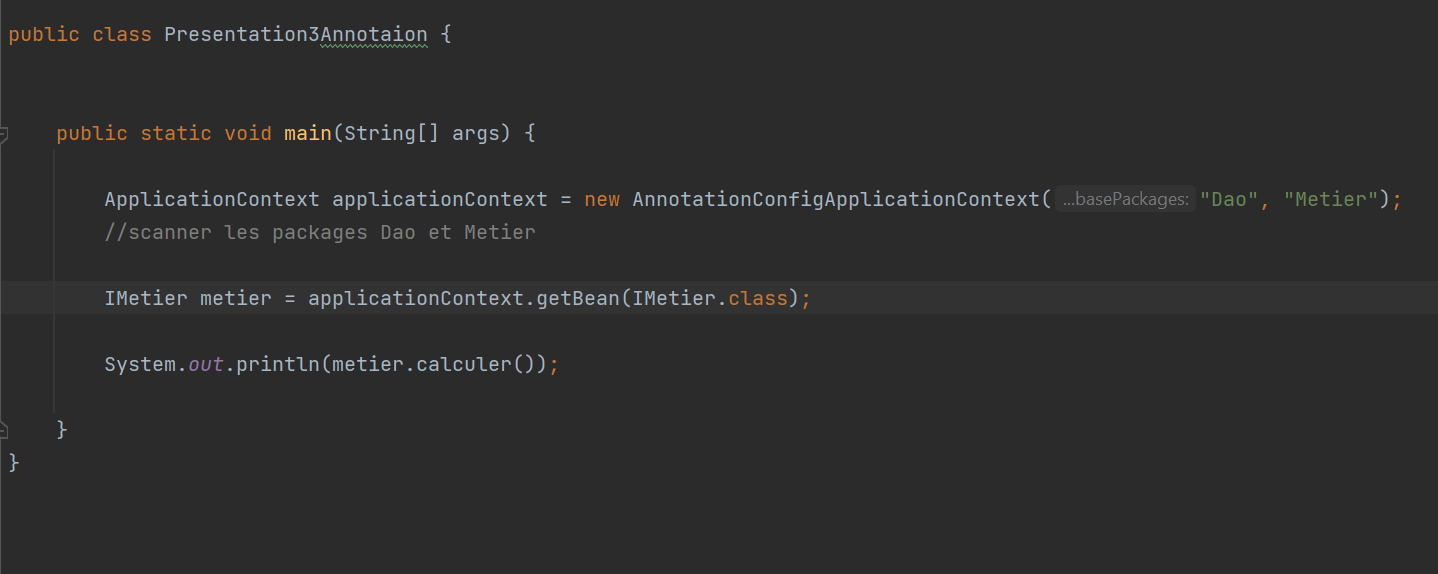 public class Presentation3Annotaion {
public static void main(String[] args) {
ApplicationContext applicationContext = new AnnotationConfigApplicationContext( ...basePackages: "Dao", "Metier");
//scanner les packages Dao et Metier
IMetier metier = applicationContext.getBean(IMetier.class);
System.out.println(metier.calculer());
}
}